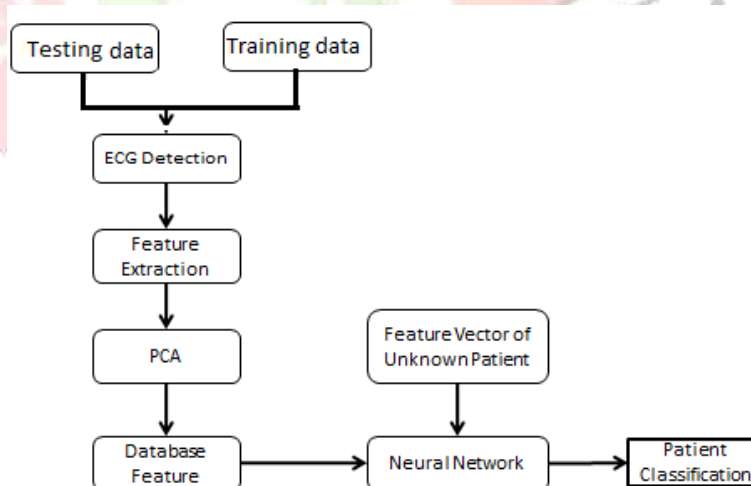 Testing data
Training data
ECG Detection
Feature
Extraction
PCA
Feature Vector of
Unknown Patient
Database
Feature
Neural Network
Patient
Classification